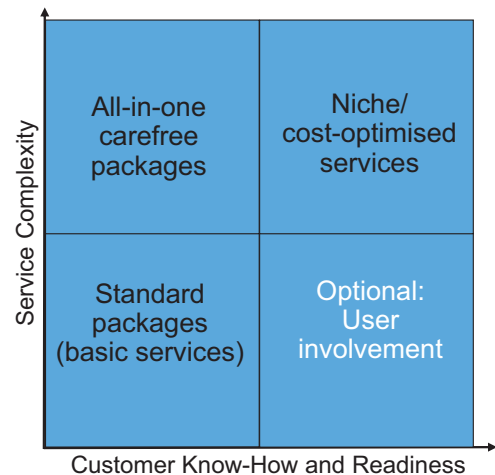 Service Complexity
All-in-one
carefree
packages
Niche/
cost-optimised
services
Standard
packages
(basic services)
Optional:
User
involvement
Customer Know-How and Readiness